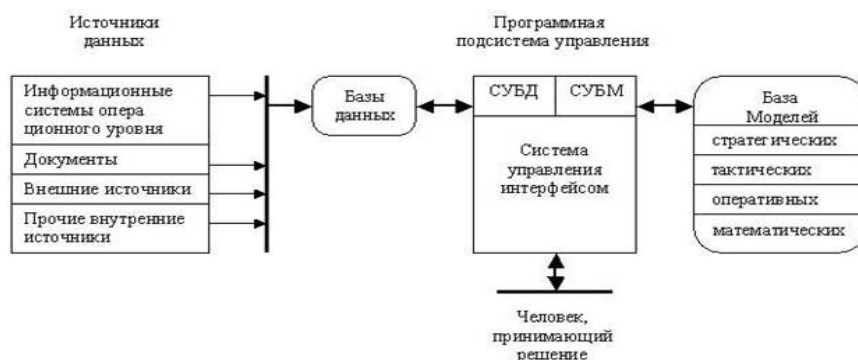 Источники
данных
Программная
подсистема управления
Информационные
системы опера
ционного уровня
Документы
Внешние источники
Прочие внутренние
источники
Базы
данных
СУБД
СУБМ
Система
управления
интерфейсом
База
Моделей
стратегических
тактических
оперативных
математических
Человек,
принимающий
решение